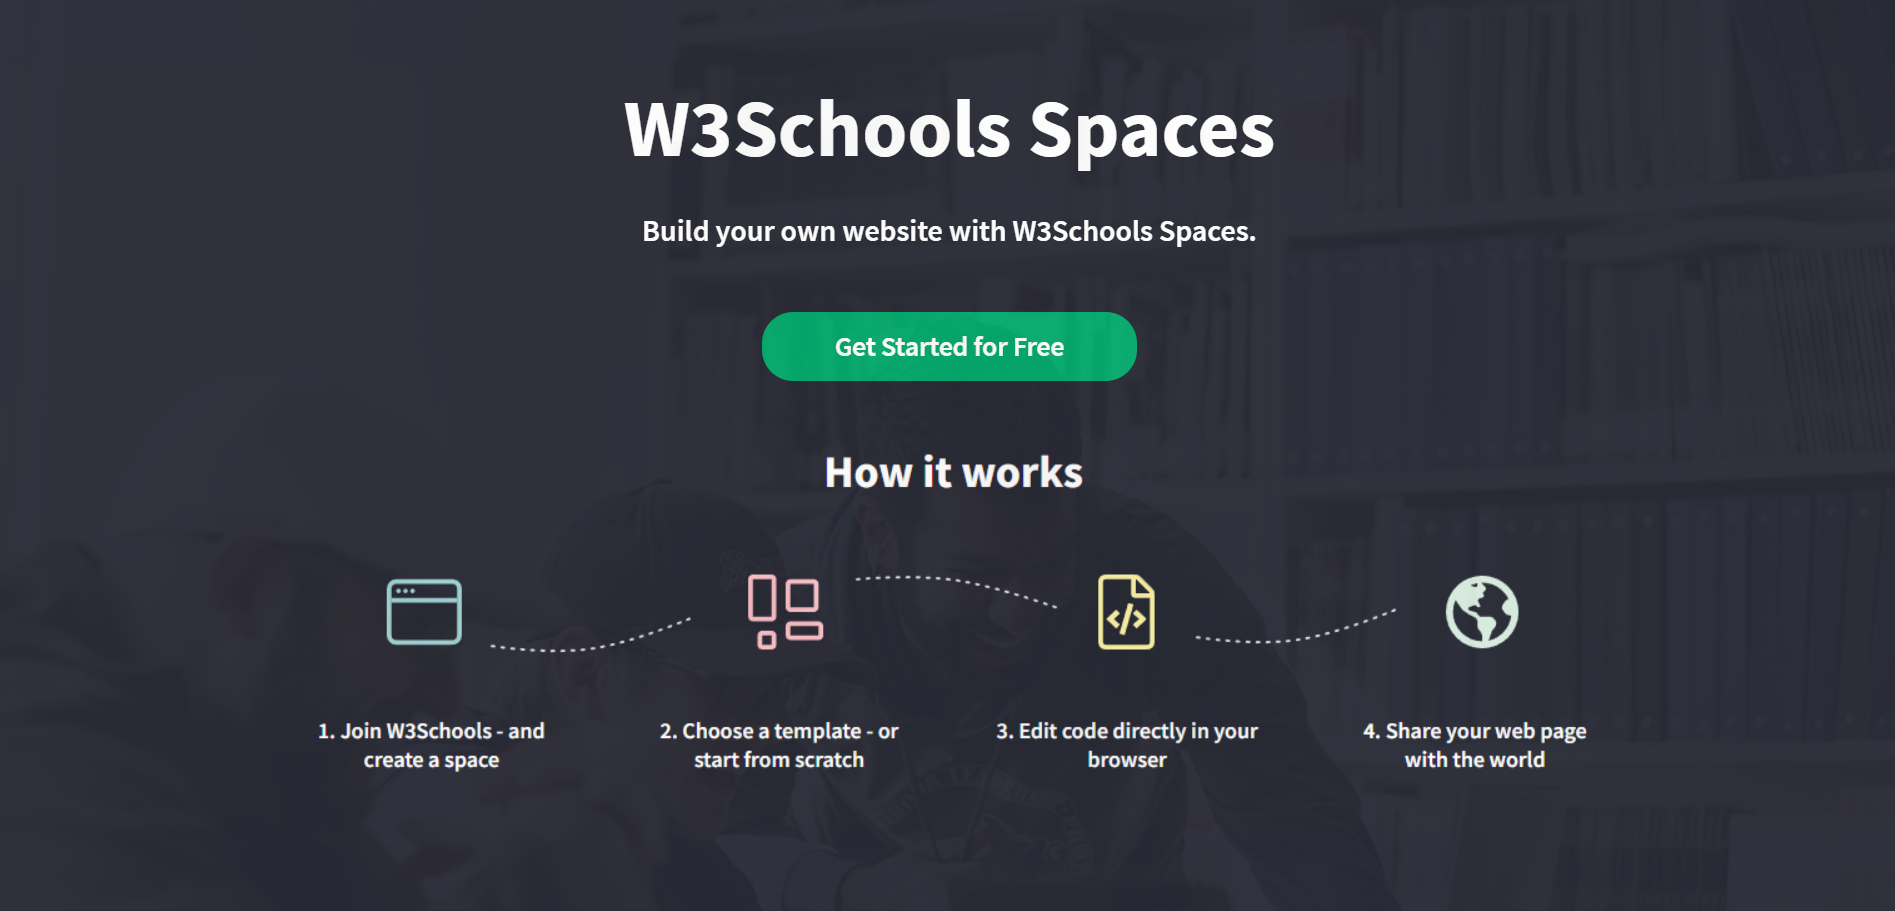 W3Schools Spaces
Build your own website with W3Schools Spaces.
Get Started for Free
How it works
1. Join W3Schools - and
create a space
2. Choose a template - or
start from scratch
3. Edit code directly in your
browser
4. Share your web page
with the world